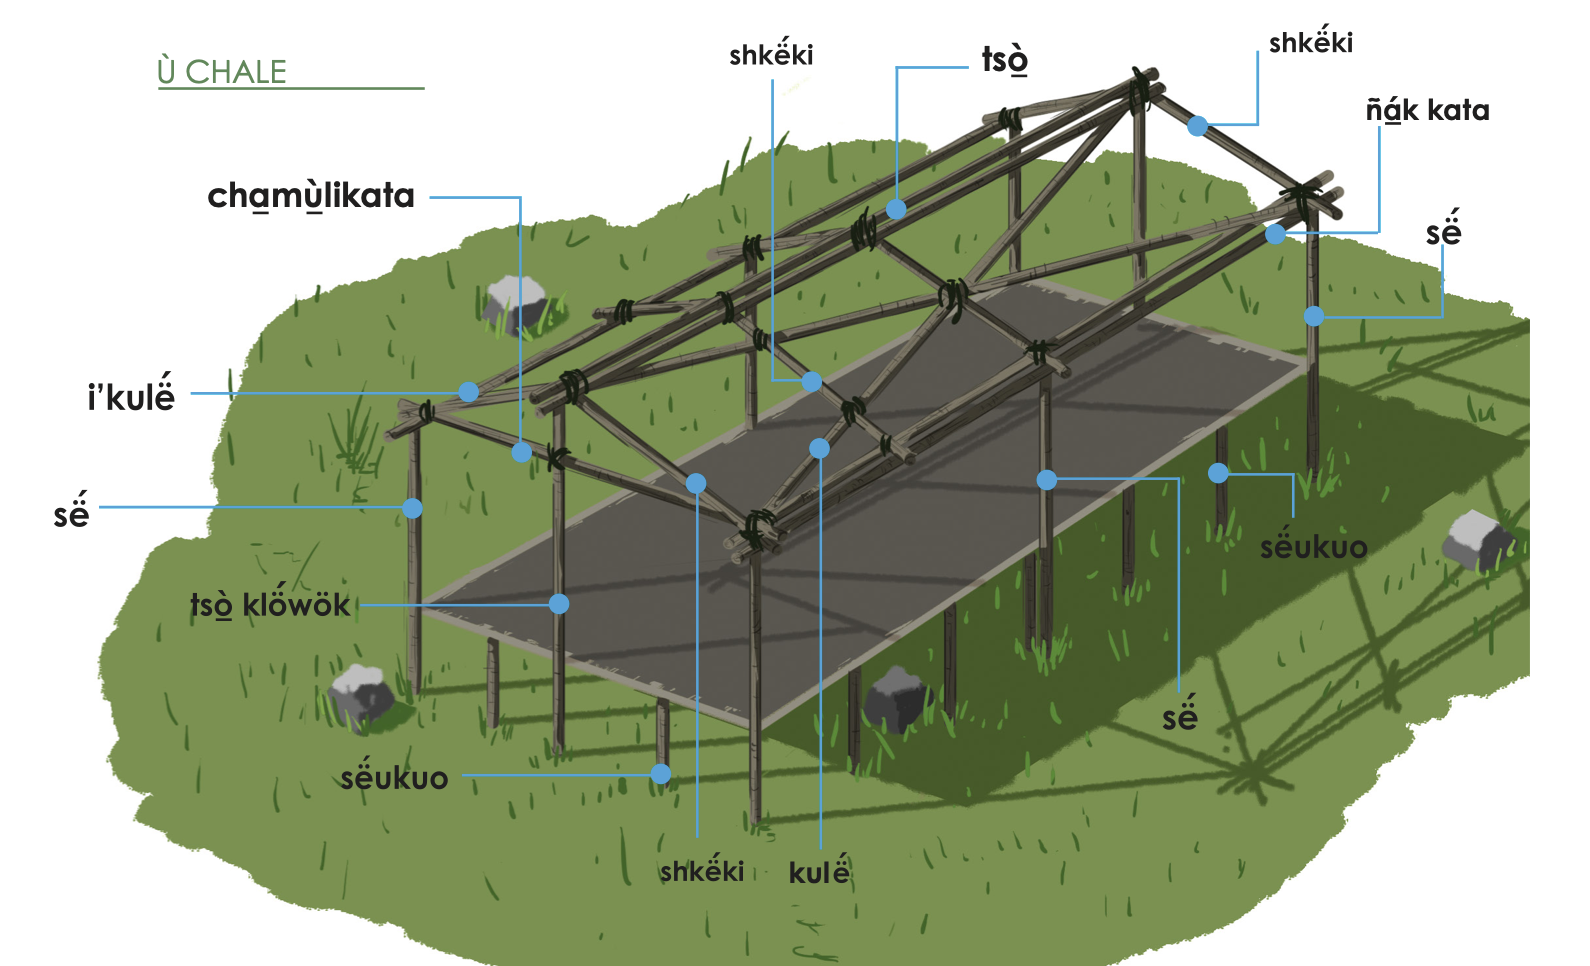 Ù CHALE
shkë́ki
tsò̱
shkë́ki
ñá̱k kata
cha̱mù̱likata
së́
i’kulë́
së́
së́ukuo
tsò̱ klö́wök
së́
së́ukuo
shkë́ki
kulë́